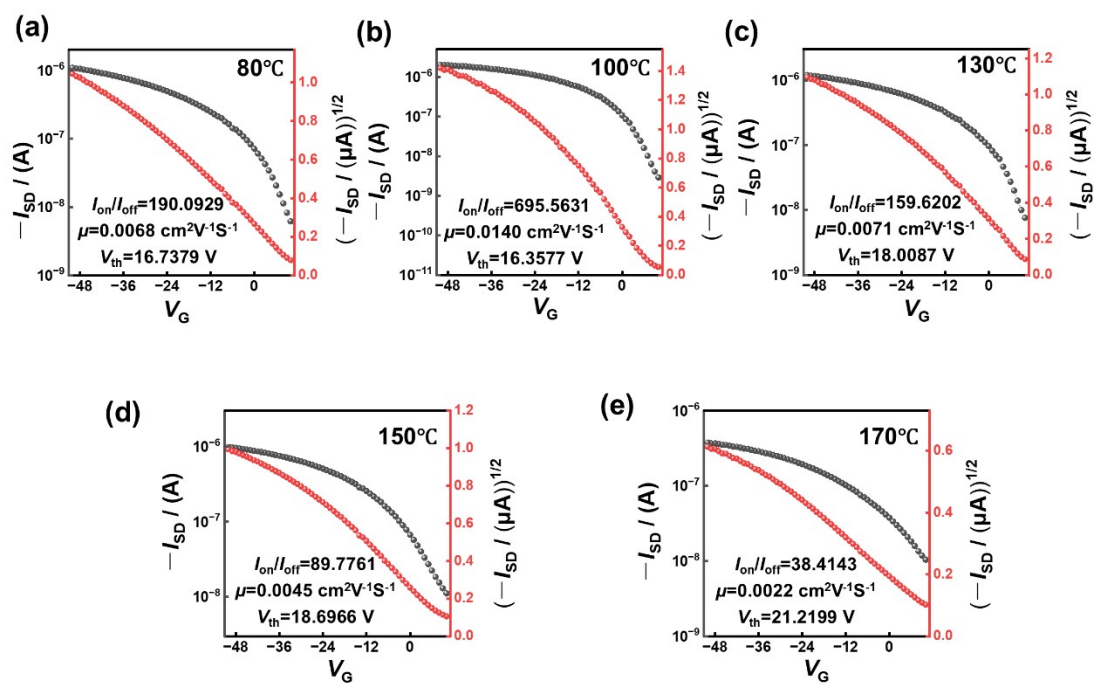 (a)
80°C
10⁻⁶
10⁻⁷
10⁻⁸
10⁻⁹
—I_SD / (A)
1.0
0.8
0.6
0.4
0.2
0.0
(—I_SD / (μA))^1/2
I_on/I_off=190.0929
μ=0.0068 cm²V⁻¹S⁻¹
V_th=16.7379 V
−48 −36 −24 −12 0
V_G
(b)
100°C
10⁻⁵
10⁻⁶
10⁻⁷
10⁻⁸
10⁻⁹
10⁻¹⁰
10⁻¹¹
—I_SD / (A)
1.4
1.2
1.0
0.8
0.6
0.4
0.2
0.0
(—I_SD / (μA))^1/2
I_on/I_off=695.5631
μ=0.0140 cm²V⁻¹S⁻¹
V_th=16.3577 V
−48 −36 −24 −12 0
V_G
(c)
130°C
10⁻⁶
10⁻⁷
10⁻⁸
10⁻⁹
—I_SD / (A)
1.2
1.0
0.8
0.6
0.4
0.2
0.0
(—I_SD / (μA))^1/2
I_on/I_off=159.6202
μ=0.0071 cm²V⁻¹S⁻¹
V_th=18.0087 V
−48 −36 −24 −12 0
V_G
(d)
150°C
10⁻⁶
10⁻⁷
10⁻⁸
—I_SD / (A)
1.2
1.0
0.8
0.6
0.4
0.2
0.0
(—I_SD / (μA))^1/2
I_on/I_off=89.7761
μ=0.0045 cm²V⁻¹S⁻¹
V_th=18.6966 V
−48 −36 −24 −12 0
V_G
(e)
170°C
10⁻⁶
10⁻⁷
10⁻⁸
10⁻⁹
—I_SD / (A)
0.6
0.4
0.2
0.0
(—I_SD / (μA))^1/2
I_on/I_off=38.4143
μ=0.0022 cm²V⁻¹S⁻¹
V_th=21.2199 V
−48 −36 −24 −12 0
V_G